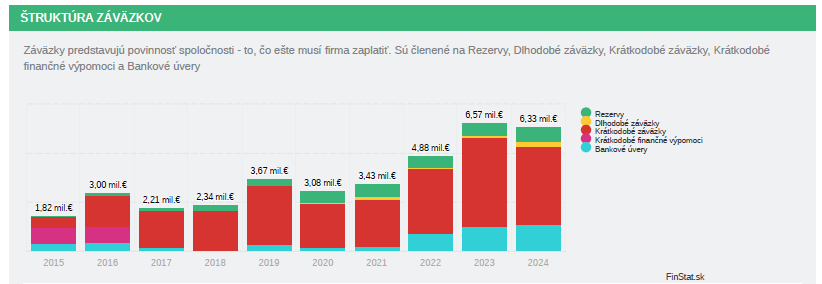 ŠTRUKTÚRA ZÁVÄZKOV
Záväzky predstavujú povinnosť spoločnosti - to, čo ešte musí firma zaplatiť. Sú členené na Rezervy, Dlhodobé záväzky, Krátkodobé záväzky, Krátkodobé
finančné výpomoci a Bankové úvery
1,82 mil.€
3,00 mil.€
2,21 mil.€
2,34 mil.€
3,67 mil.€
3,08 mil.€
3,43 mil.€
4,88 mil.€
6,57 mil.€
6,33 mil.€
Rezervy
Dlhodobé záväzky
Krátkodobé záväzky
Krátkodobé finančné výpomoci
Bankové úvery
2015 2016 2017 2018 2019 2020 2021 2022 2023 2024
FinStat.sk